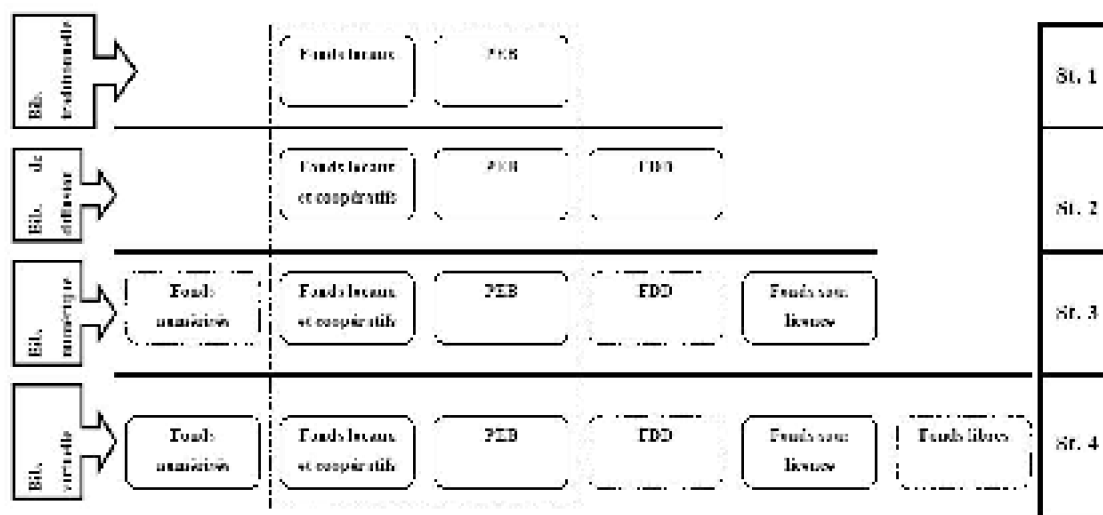 Bib.
traditionnelle
Fonds locaux
PEB
St. 1
Bib. de
diffusion
Fonds locaux
et coopératifs
PEB
FDD
St. 2
Bib.
numérique
Fonds
numérisés
Fonds locaux
et coopératifs
PEB
FDD
Fonds sous
licence
St. 3
Bib.
virtuelle
Fonds
numérisés
Fonds locaux
et coopératifs
PEB
FDD
Fonds sous
licence
Fonds libres
St. 4